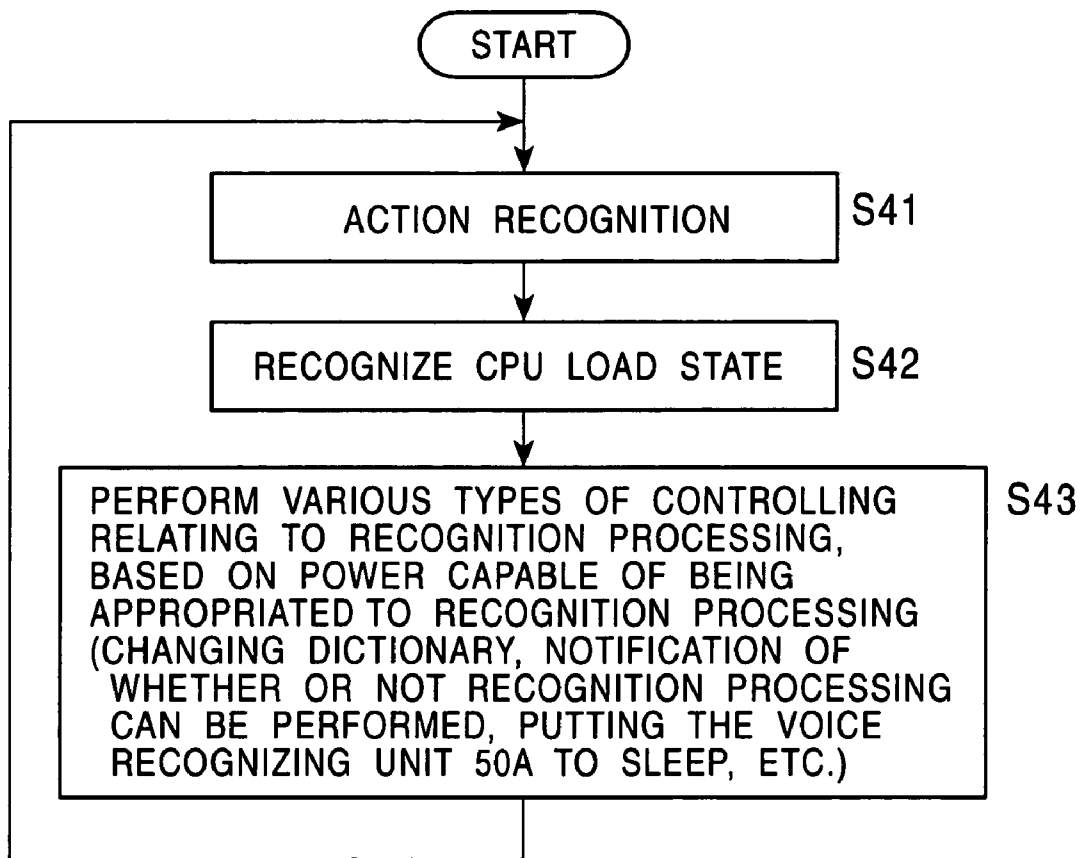 START
ACTION RECOGNITION
S41
RECOGNIZE CPU LOAD STATE
S42
PERFORM VARIOUS TYPES OF CONTROLLING
RELATING TO RECOGNITION PROCESSING,
BASED ON POWER CAPABLE OF BEING
APPROPRIATED TO RECOGNITION PROCESSING
(CHANGING DICTIONARY, NOTIFICATION OF
WHETHER OR NOT RECOGNITION PROCESSING
CAN BE PERFORMED, PUTTING THE VOICE
RECOGNIZING UNIT 50A TO SLEEP, ETC.)
S43